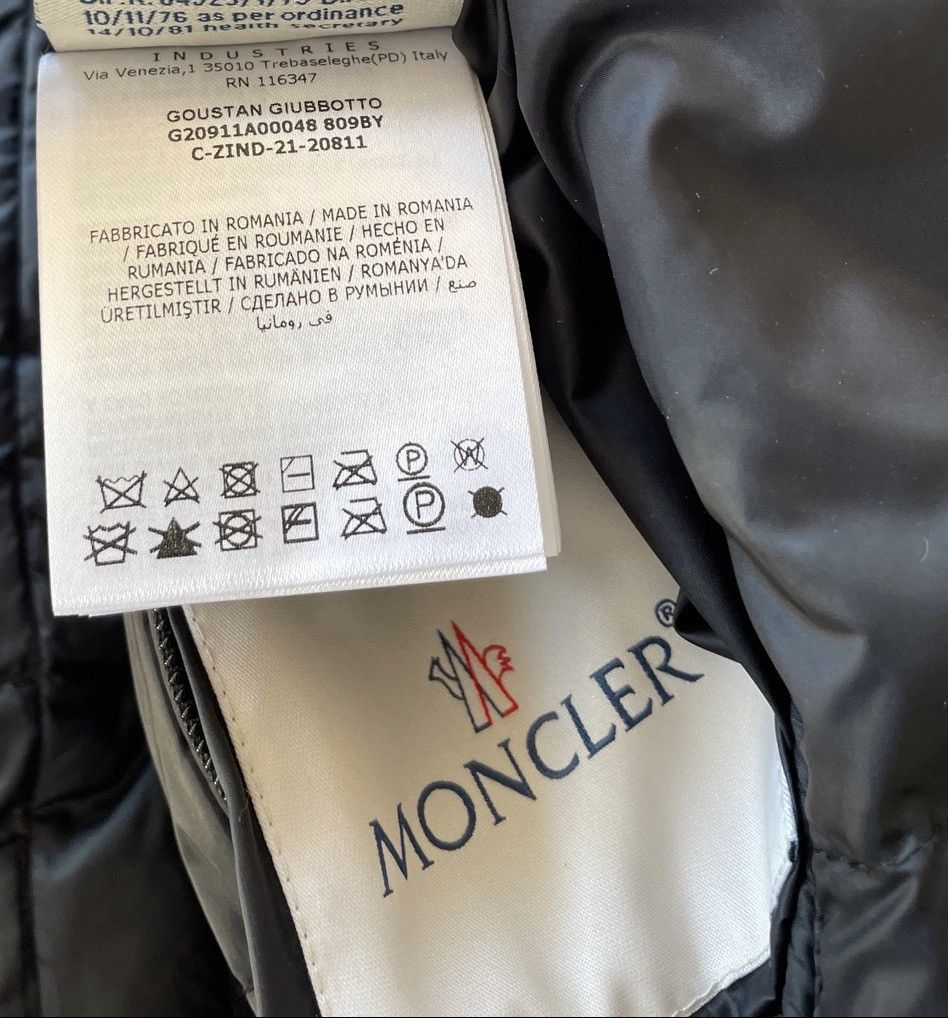 10/11/76 as per ordinance
14/10/81 health secretary
INDUSTRIES
Via Venezia,1 35010 Trebaseleghe(PD) Italy
RN 116347
GOUSTAN GIUBBOTTO
G20911A00048 809BY
C-ZIND-21-20811
FABBRICATO IN ROMANIA / MADE IN ROMANIA
/ FABRIQUÉ EN ROUMANIE / HECHO EN
RUMANIA / FABRICADO NA ROMÉNIA /
HERGESTELLT IN RUMÄNIEN / ROMANYA'DA
ÜRETILMIŞTIR / СДЕЛАНО В РУМЫНИИ / صنع
في رومانيا
P W
P
MONCLER®